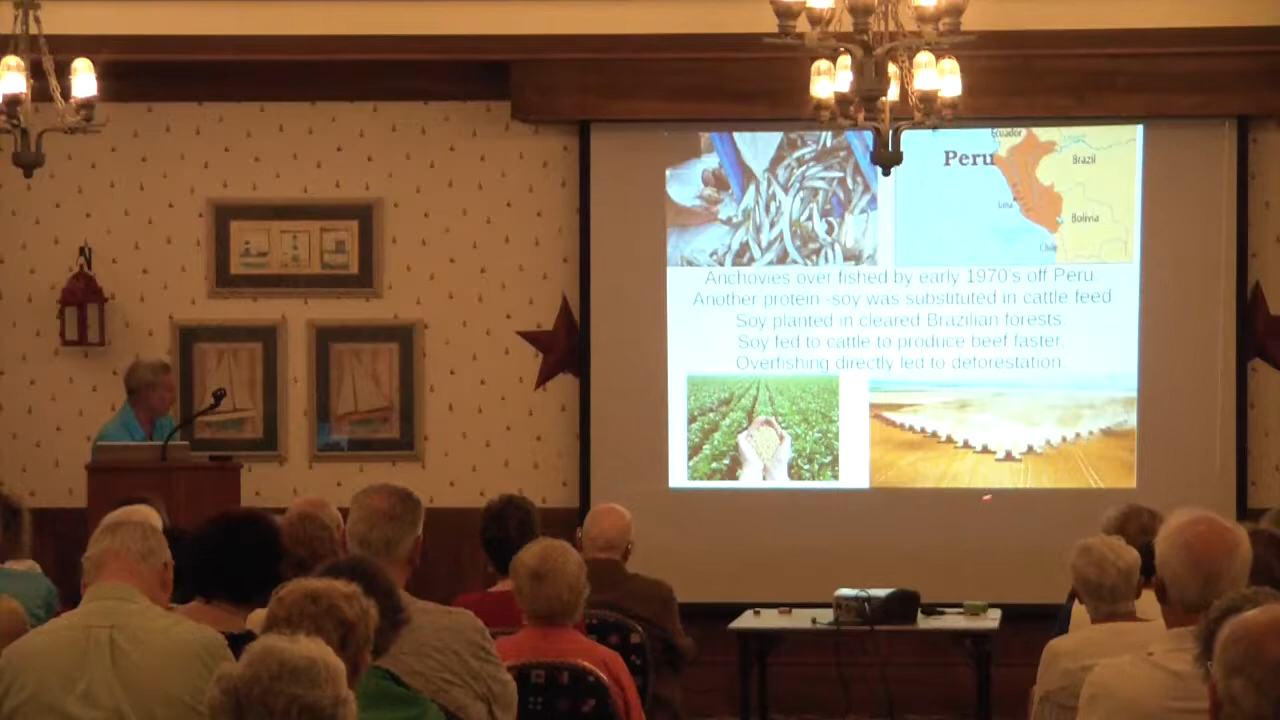 Ecuador
Peru
Brazil
Lima
Bolivia
Chile
Anchovies over fished by early 1970's off Peru
Another protein -soy was substituted in cattle feed
Soy planted in cleared Brazilian forests.
Soy fed to cattle to produce beef faster.
Overfishing directly led to deforestation.